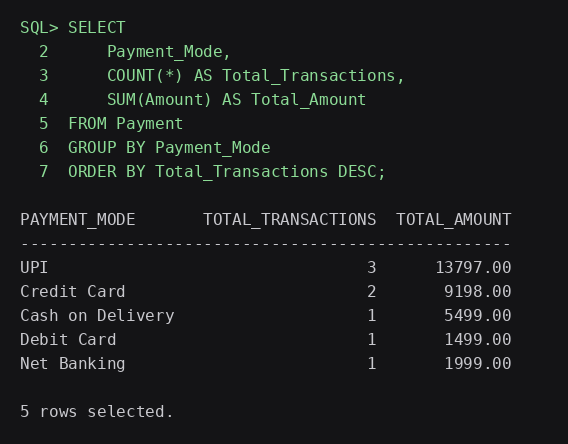 SQL> SELECT
  2      Payment_Mode,
  3      COUNT(*) AS Total_Transactions,
  4      SUM(Amount) AS Total_Amount
  5  FROM Payment
  6  GROUP BY Payment_Mode
  7  ORDER BY Total_Transactions DESC;

PAYMENT_MODE       TOTAL_TRANSACTIONS  TOTAL_AMOUNT
---------------------------------------------------
UPI                                 3      13797.00
Credit Card                         2       9198.00
Cash on Delivery                    1       5499.00
Debit Card                          1       1499.00
Net Banking                         1       1999.00

5 rows selected.